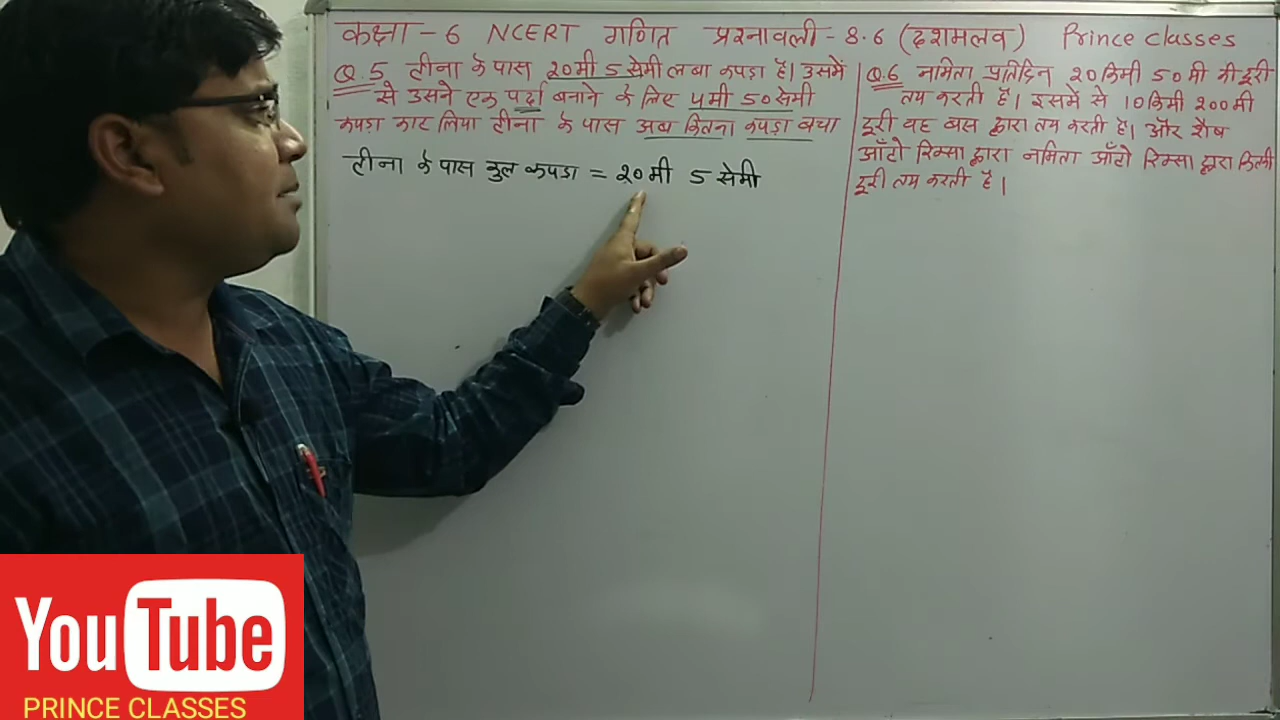 कक्षा - 6 NCERT गणित प्रश्नावली - 8.6 (दशमलव) Prince Classes
Q.5 टीना के पास 20मी 5 सेमी लंबा कपड़ा है। उसमें
से उसने एक पर्दा बनाने के लिए 4मी 50 सेमी
कपड़ा काट लिया टीना के पास अब कितना कपड़ा बचा
टीना के पास कुल कपड़ा = 20मी 5 सेमी
Q.6 नमिता प्रतिदिन 20 किमी 50 मी की दूरी
तय करती है। इसमें से 10 किमी 200 मी
दूरी वह बस द्वारा तय करती है। और शेष
ऑटो रिक्सा द्वारा नमिता ऑटो रिक्सा द्वारा कितनी
दूरी तय करती है।
YouTube
PRINCE CLASSES